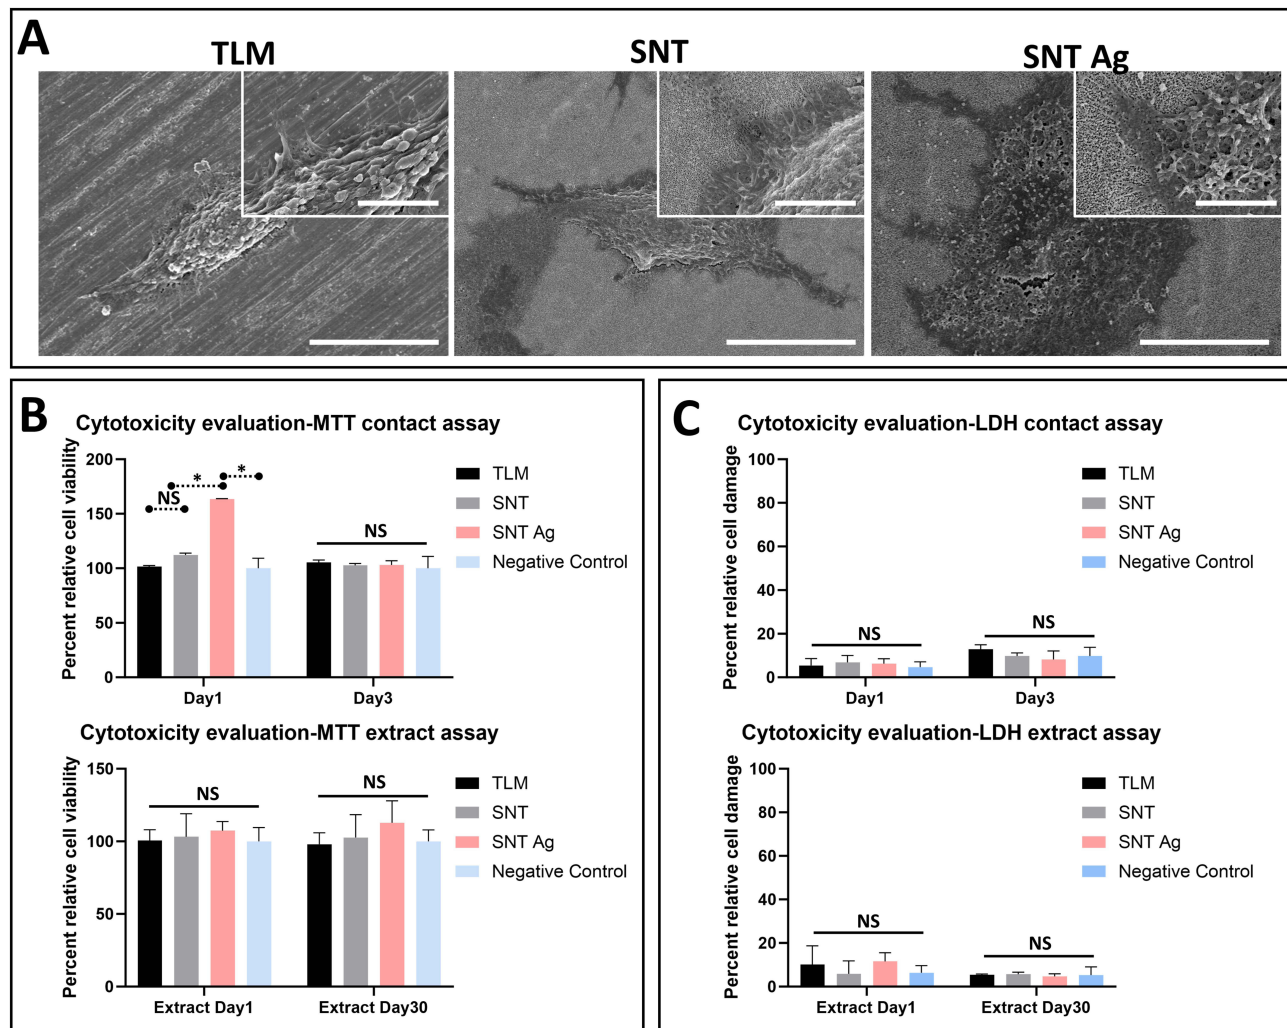 A
TLM
SNT
SNT Ag
B
Cytotoxicity evaluation-MTT contact assay
Percent relative cell viability
200
150
100
50
0
NS
*
*
NS
Day1
Day3
TLM
SNT
SNT Ag
Negative Control
Cytotoxicity evaluation-MTT extract assay
Percent relative cell viability
150
100
50
0
NS
NS
Extract Day1
Extract Day30
TLM
SNT
SNT Ag
Negative Control
C
Cytotoxicity evaluation-LDH contact assay
Percent relative cell damage
100
80
60
40
20
0
NS
NS
Day1
Day3
TLM
SNT
SNT Ag
Negative Control
Cytotoxicity evaluation-LDH extract assay
Percent relative cell damage
100
80
60
40
20
0
NS
NS
Extract Day1
Extract Day30
TLM
SNT
SNT Ag
Negative Control